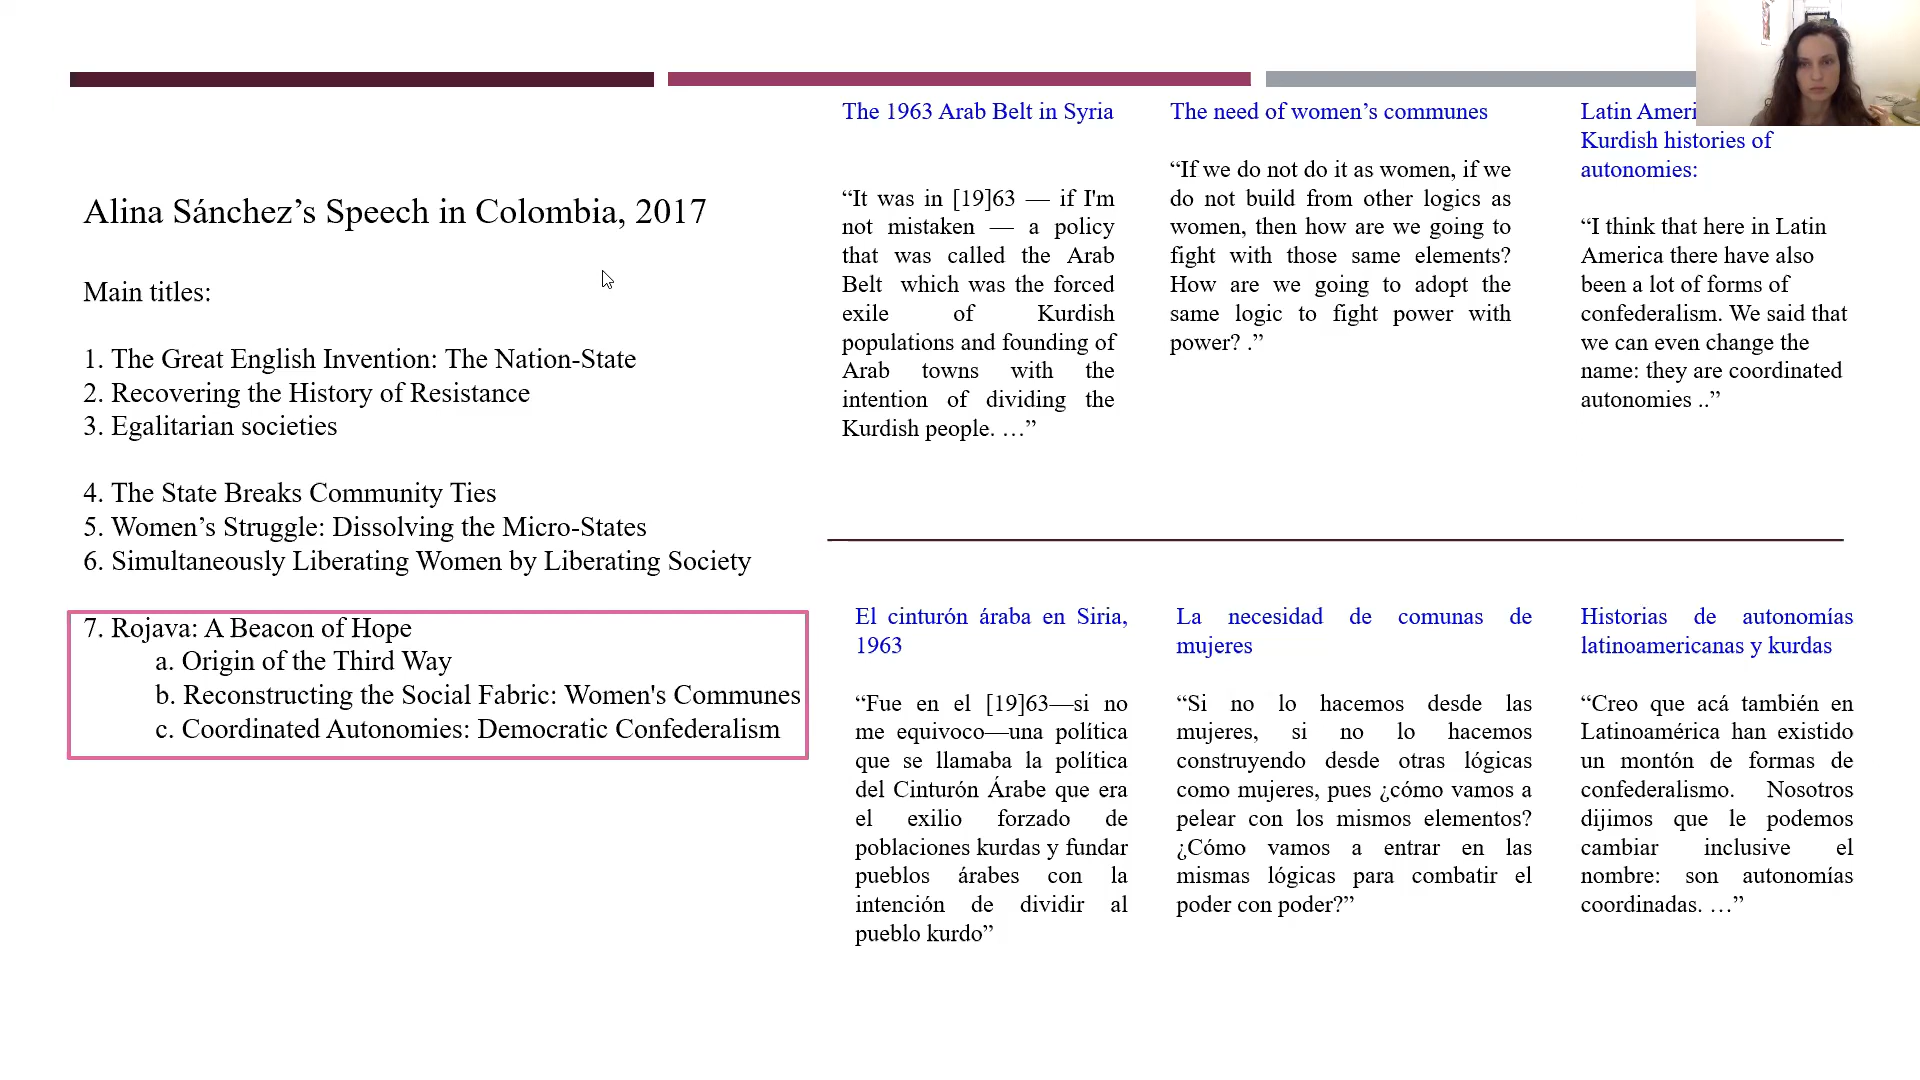 Alina Sánchez’s Speech in Colombia, 2017
Main titles:
1. The Great English Invention: The Nation-State
2. Recovering the History of Resistance
3. Egalitarian societies
4. The State Breaks Community Ties
5. Women’s Struggle: Dissolving the Micro-States
6. Simultaneously Liberating Women by Liberating Society
7. Rojava: A Beacon of Hope
a. Origin of the Third Way
b. Reconstructing the Social Fabric: Women's Communes
c. Coordinated Autonomies: Democratic Confederalism
The 1963 Arab Belt in Syria
“It was in [19]63 — if I'm
not mistaken — a policy
that was called the Arab
Belt which was the forced
exile of Kurdish
populations and founding of
Arab towns with the
intention of dividing the
Kurdish people. …”
The need of women’s communes
“If we do not do it as women, if we
do not build from other logics as
women, then how are we going to
fight with those same elements?
How are we going to adopt the
same logic to fight power with
power? .”
Latin
Kurdish histories of
autonomies:
“I think that here in Latin
America there have also
been a lot of forms of
confederalism. We said that
we can even change the
name: they are coordinated
autonomies ..”
El cinturón áraba en Siria,
1963
“Fue en el [19]63—si no
me equivoco—una política
que se llamaba la política
del Cinturón Árabe que era
el exilio forzado de
poblaciones kurdas y fundar
pueblos árabes con la
intención de dividir al
pueblo kurdo”
La necesidad de comunas de
mujeres
“Si no lo hacemos desde las
mujeres, si no lo hacemos
construyendo desde otras lógicas
como mujeres, pues ¿cómo vamos a
pelear con los mismos elementos?
¿Cómo vamos a entrar en las
mismas lógicas para combatir el
poder con poder?”
Historias de autonomías
latinoamericanas y kurdas
“Creo que acá también en
Latinoamérica han existido
un montón de formas de
confederalismo. Nosotros
dijimos que le podemos
cambiar inclusive el
nombre: son autonomías
coordinadas. …”